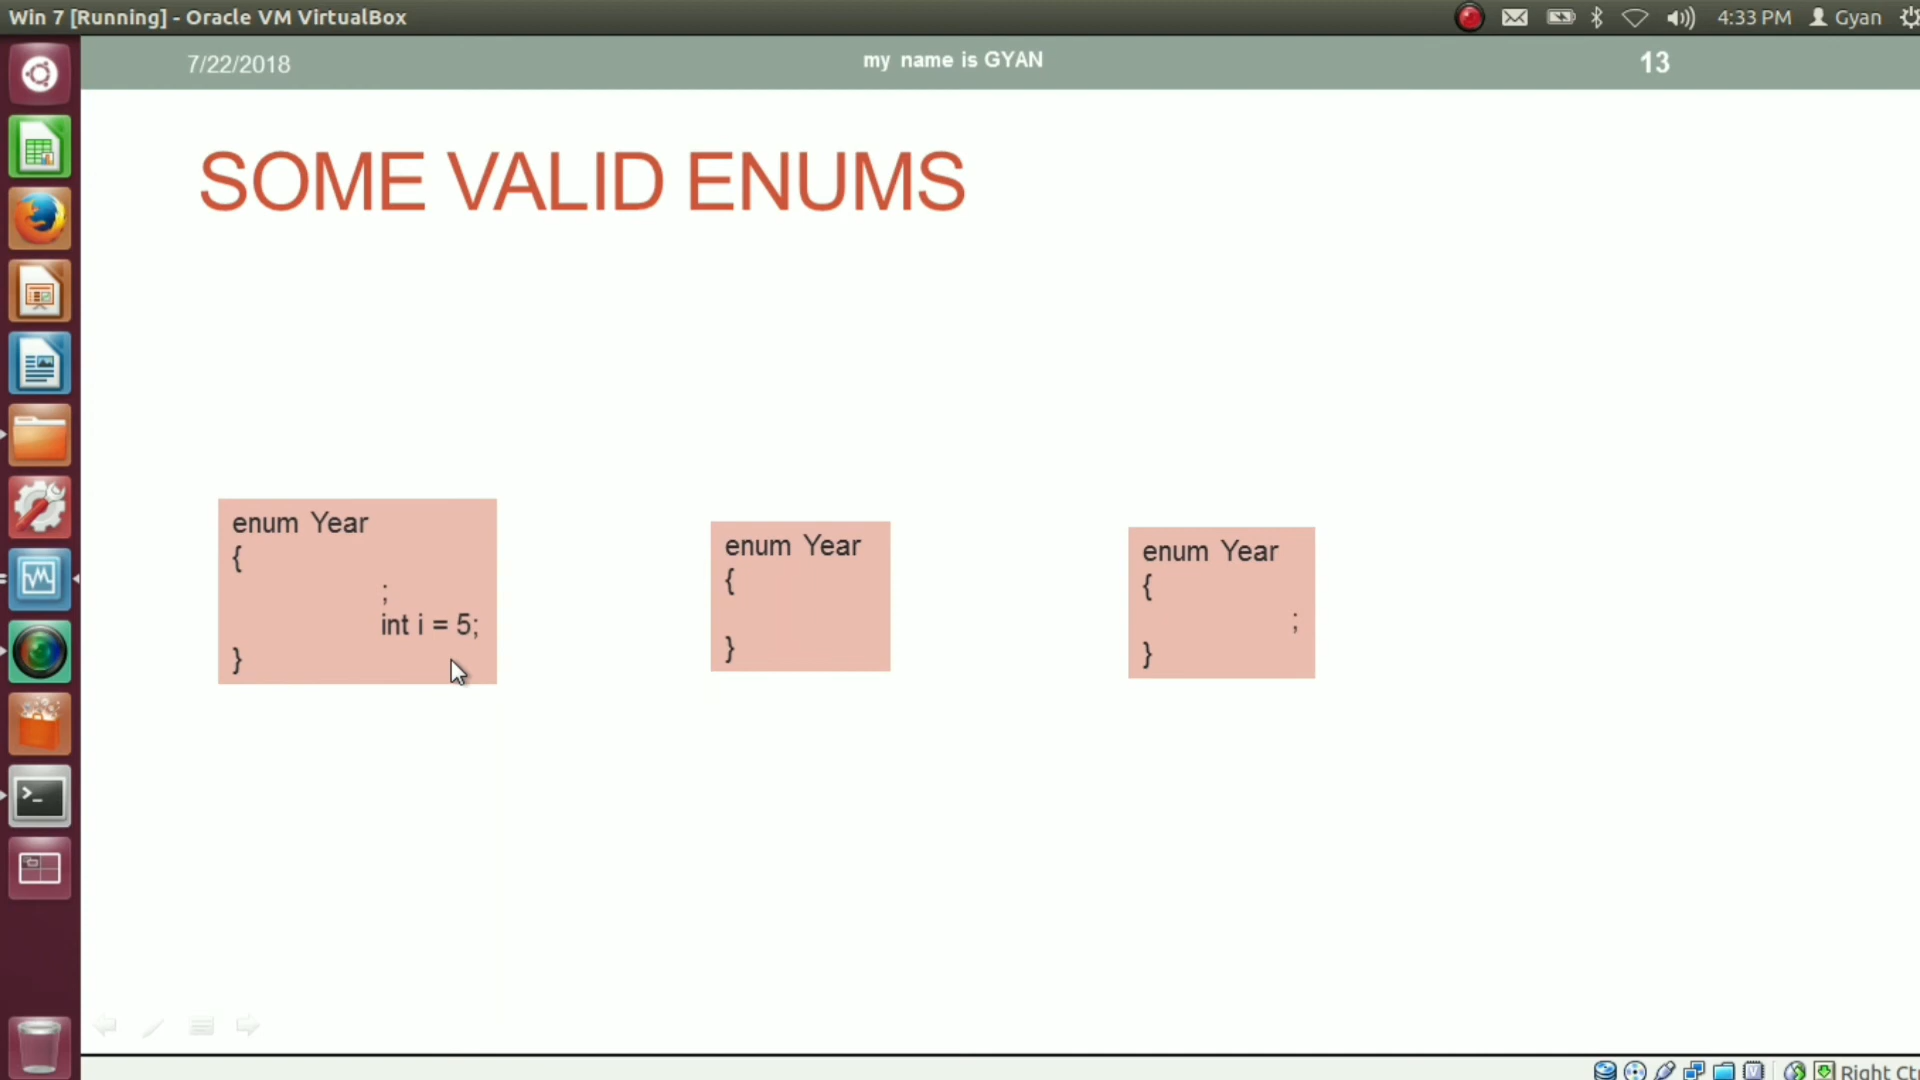 Win 7 [Running] - Oracle VM VirtualBox
4:33 PM Gyan
7/22/2018
my name is GYAN
13
SOME VALID ENUMS
enum Year
{
;
int i = 5;
}
enum Year
{
}
enum Year
{
;
}
Right Ct